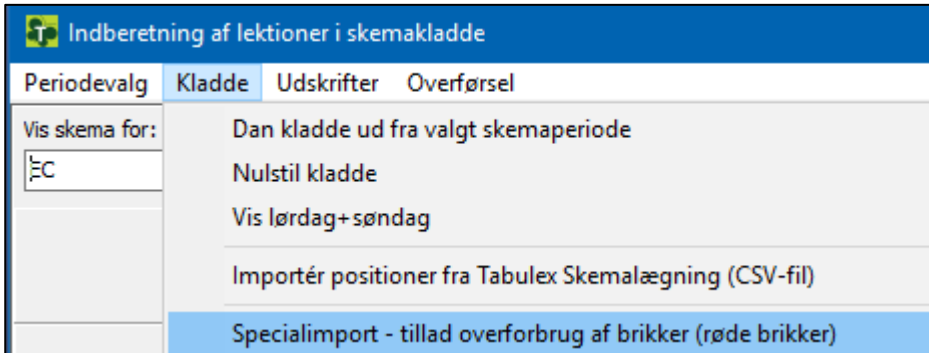 Indberetning af lektioner i skemakladde
Periodevalg Kladde Udskrifter Overførsel
Vis skema for:
EC
Dan kladde ud fra valgt skemaperiode
Nulstil kladde
Vis lørdag+søndag
Importér positioner fra Tabulex Skemalægning (CSV-fil)
Specialimport - tillad overforbrug af brikker (røde brikker)